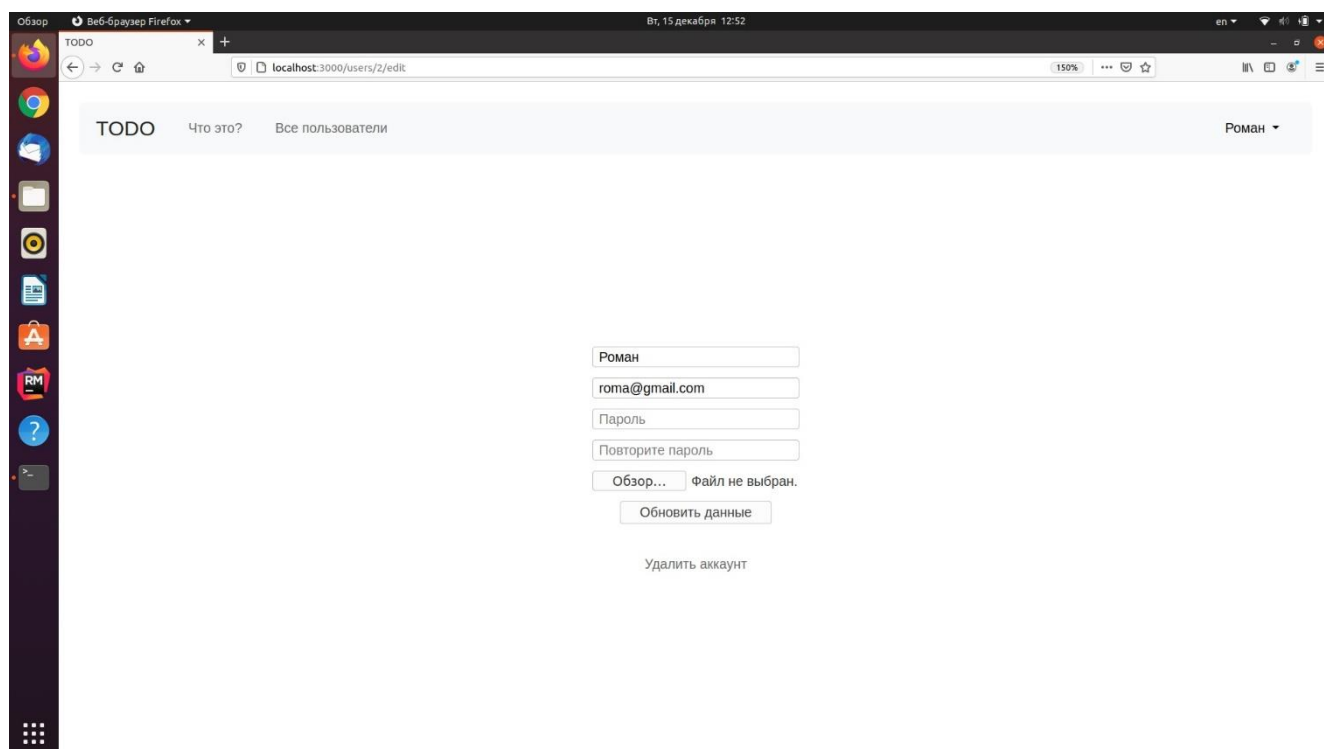 Обзор Веб-браузер Firefox Вт, 15 декабря 12:52 en
TODO
localhost:3000/users/2/edit 150%
TODO Что это? Все пользователи Роман
Роман
roma@gmail.com
Пароль
Повторите пароль
Обзор... Файл не выбран.
Обновить данные
Удалить аккаунт
A
RM
?
>_